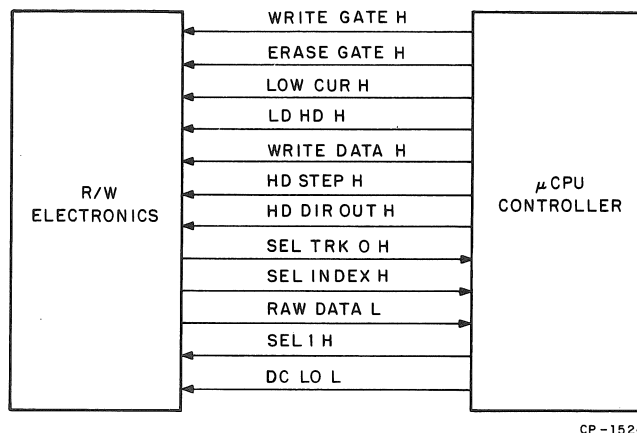 WRITE GATE H
ERASE GATE H
LOW CUR H
LD HD H
WRITE DATA H
R/W
ELECTRONICS
HD STEP H
HD DIR OUT H
μCPU
CONTROLLER
SEL TRK 0 H
SEL INDEX H
RAW DATA L
SEL 1 H
DC LO L